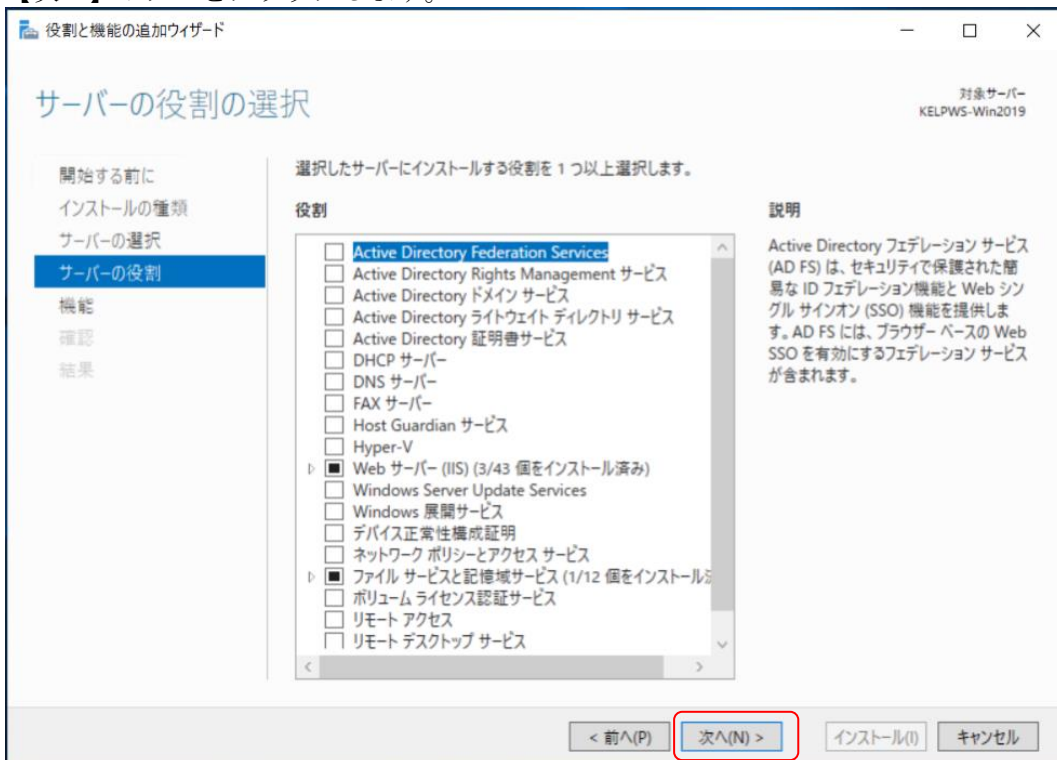 役割と機能の追加ウィザード
サーバーの役割の選択
対象サーバー
KELPWS-Win2019
開始する前に
インストールの種類
サーバーの選択
サーバーの役割
機能
確認
結果
選択したサーバーにインストールする役割を 1 つ以上選択します。
役割
Active Directory Federation Services
Active Directory Rights Management サービス
Active Directory ドメイン サービス
Active Directory ライトウェイト ディレクトリ サービス
Active Directory 証明書サービス
DHCP サーバー
DNS サーバー
FAX サーバー
Host Guardian サービス
Hyper-V
Web サーバー (IIS) (3/43 個をインストール済み)
Windows Server Update Services
Windows 展開サービス
デバイス正常性構成証明
ネットワーク ポリシーとアクセス サービス
ファイル サービスと記憶域サービス (1/12 個をインストール
ボリューム ライセンス認証サービス
リモート アクセス
リモート デスクトップ サービス
説明
Active Directory フェデレーション サービス
(AD FS) は、セキュリティで保護された簡
易な ID フェデレーション機能と Web シン
グル サインオン (SSO) 機能を提供しま
す。AD FS には、ブラウザー ベースの Web
SSO を有効にするフェデレーション サービス
が含まれます。
< 前へ(P)
次へ(N) >
インストール(I)
キャンセル